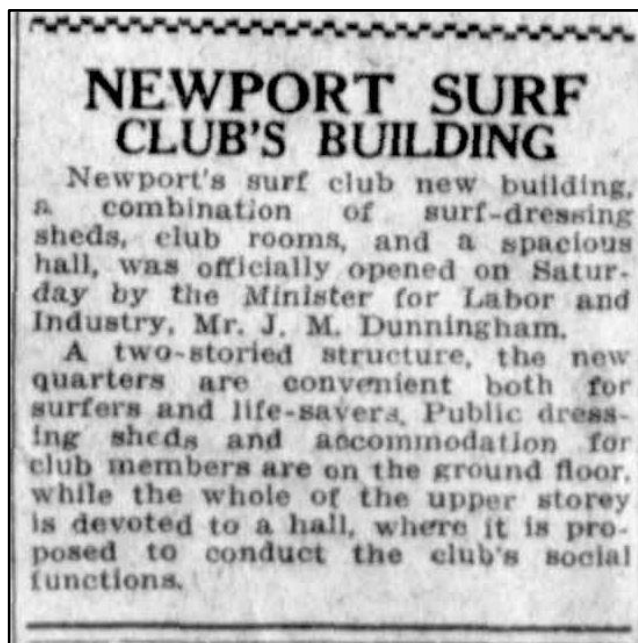 NEWPORT SURF
CLUB'S BUILDING
Newport's surf club new building,
a combination of surf-dressing
sheds, club rooms, and a spacious
hall, was officially opened on Satur-
day by the Minister for Labor and
Industry, Mr. J. M. Dunningham.
A two-storied structure, the new
quarters are convenient both for
surfers and life-savers. Public dress-
ing sheds and accommodation for
club members are on the ground floor,
while the whole of the upper storey
is devoted to a hall, where it is pro-
posed to conduct the club's social
functions.